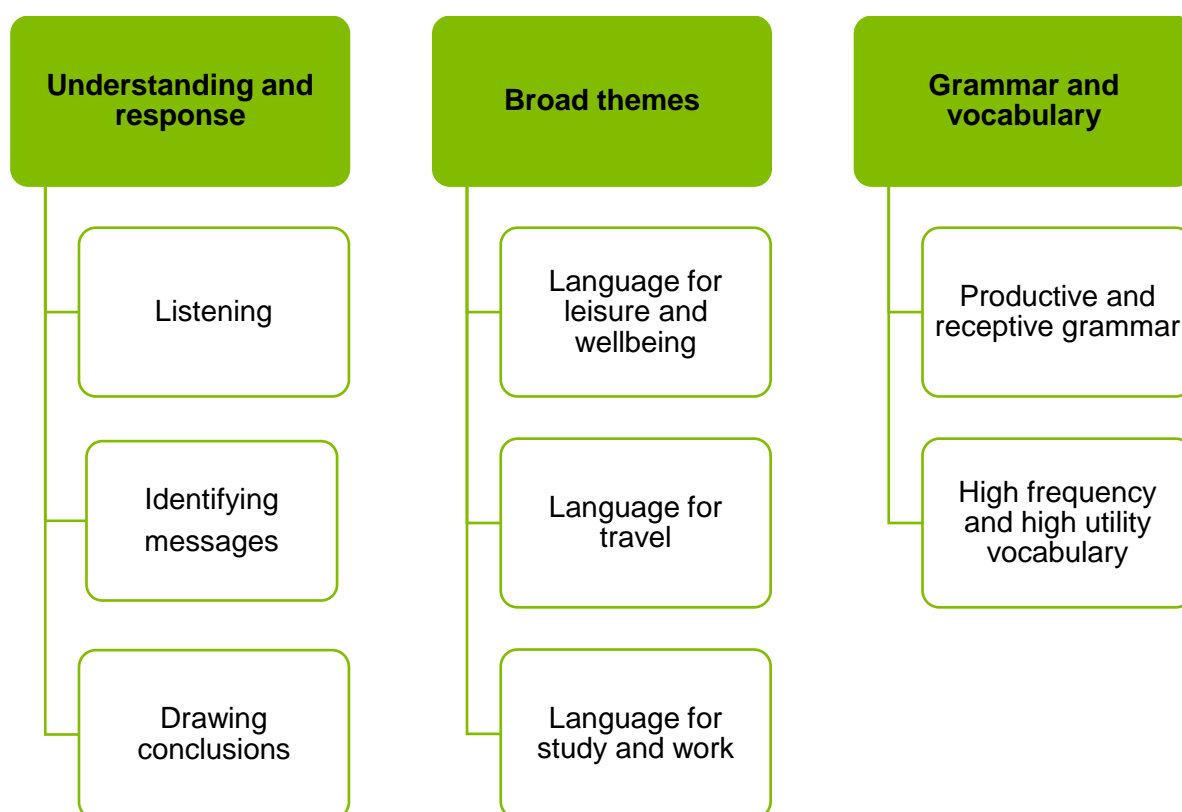 Understanding and
response
Listening
Identifying
messages
Drawing
conclusions
Broad themes
Language for
leisure and
wellbeing
Language for
travel
Language for
study and work
Grammar and
vocabulary
Productive and
receptive grammar
High frequency
and high utility
vocabulary